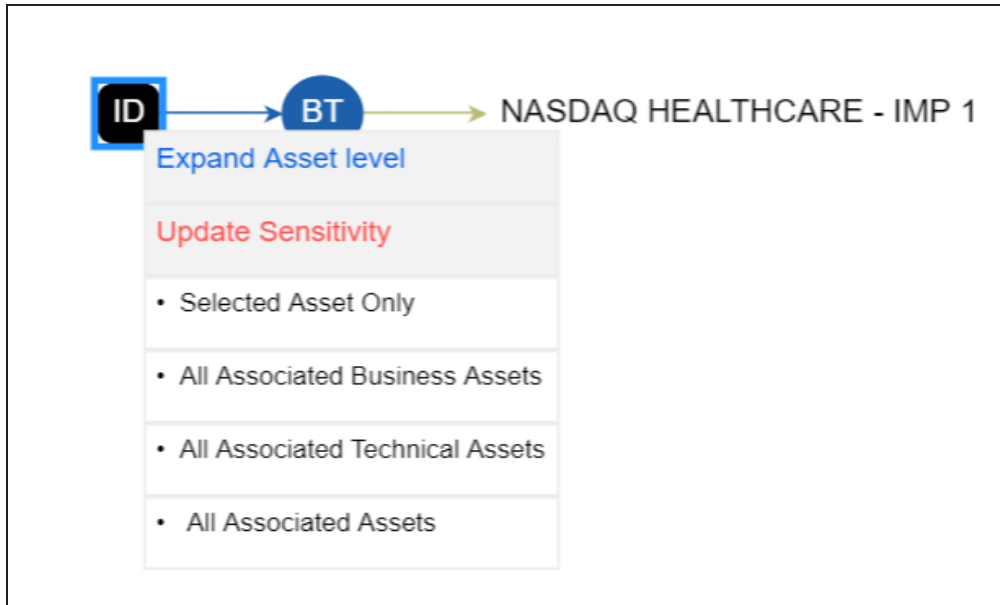 ID BT NASDAQ HEALTHCARE - IMP 1
Expand Asset level
Update Sensitivity
• Selected Asset Only
• All Associated Business Assets
• All Associated Technical Assets
• All Associated Assets